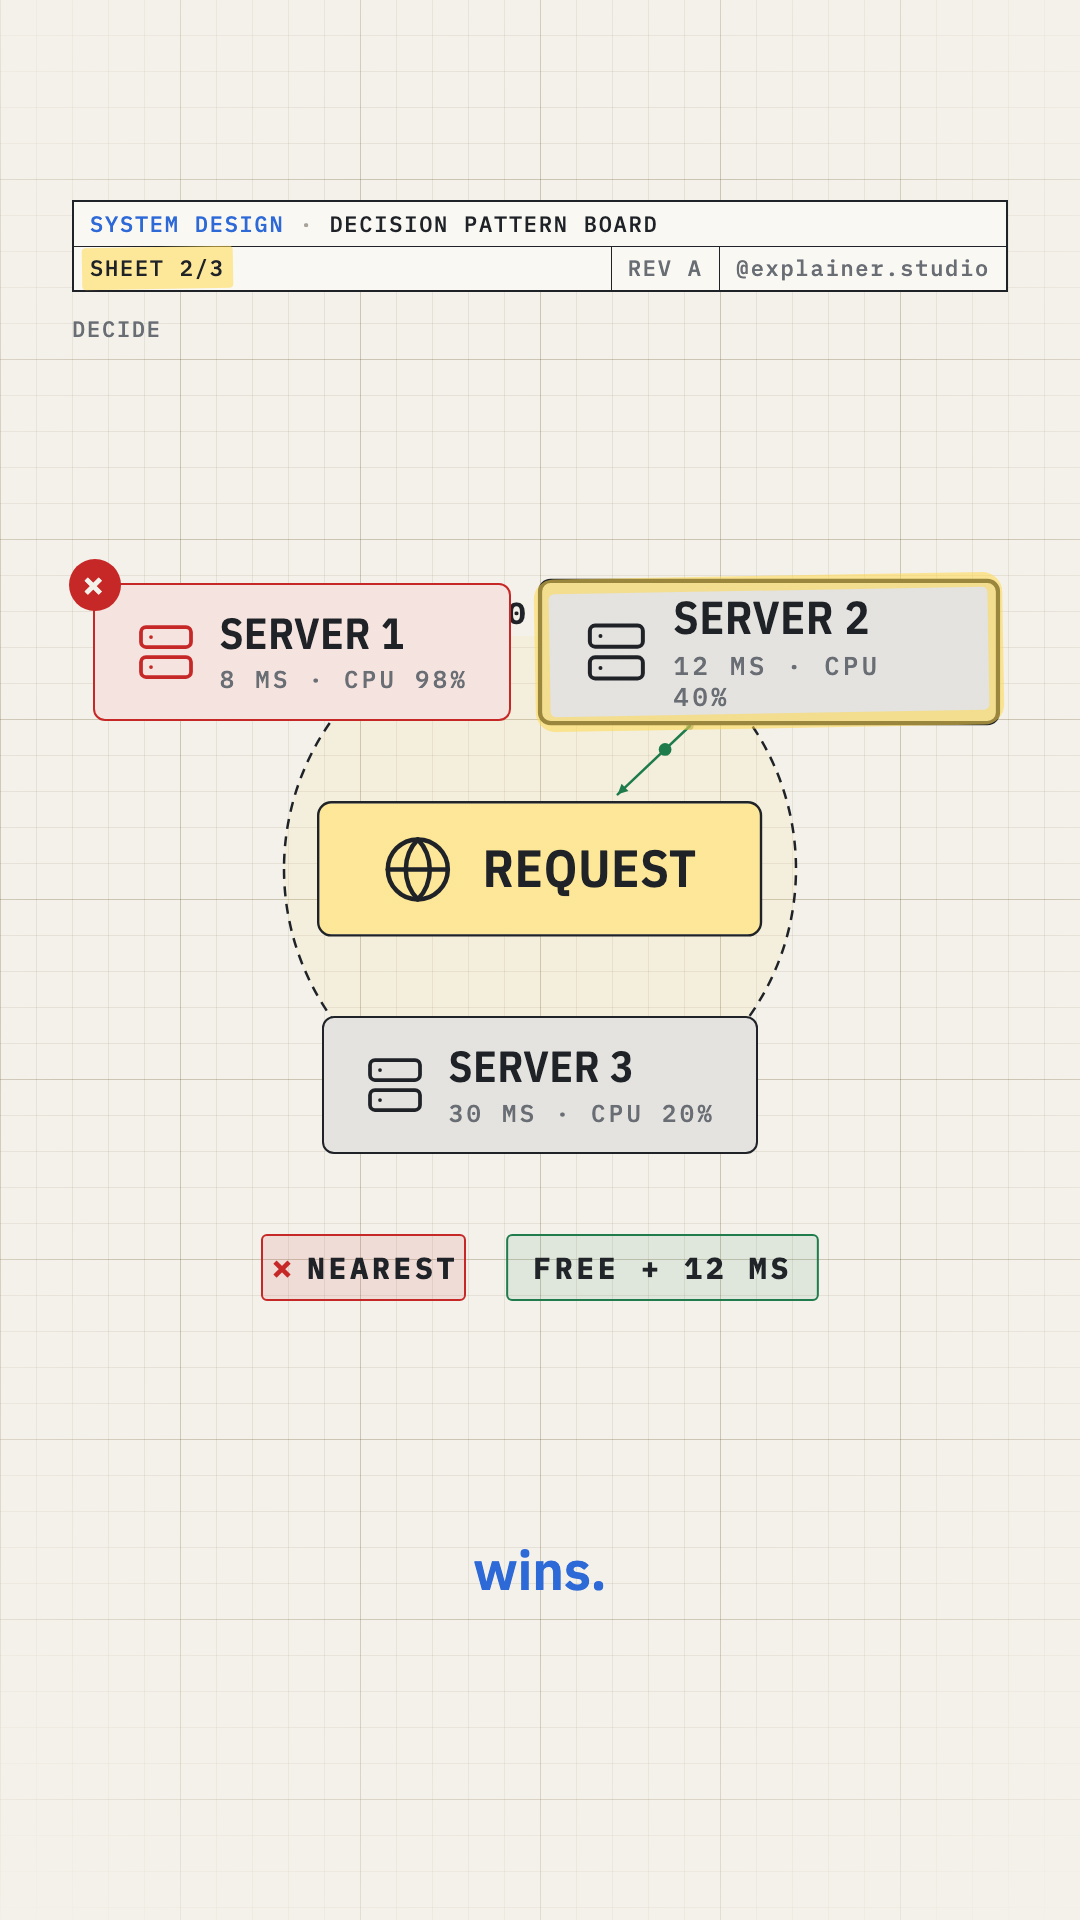 SYSTEM DESIGN · DECISION PATTERN BOARD
SHEET 2/3
REV A
@explainer.studio
DECIDE
SERVER 1
8 MS · CPU 98%
0
SERVER 2
12 MS · CPU
40%
REQUEST
SERVER 3
30 MS · CPU 20%
× NEAREST
FREE + 12 MS
wins.